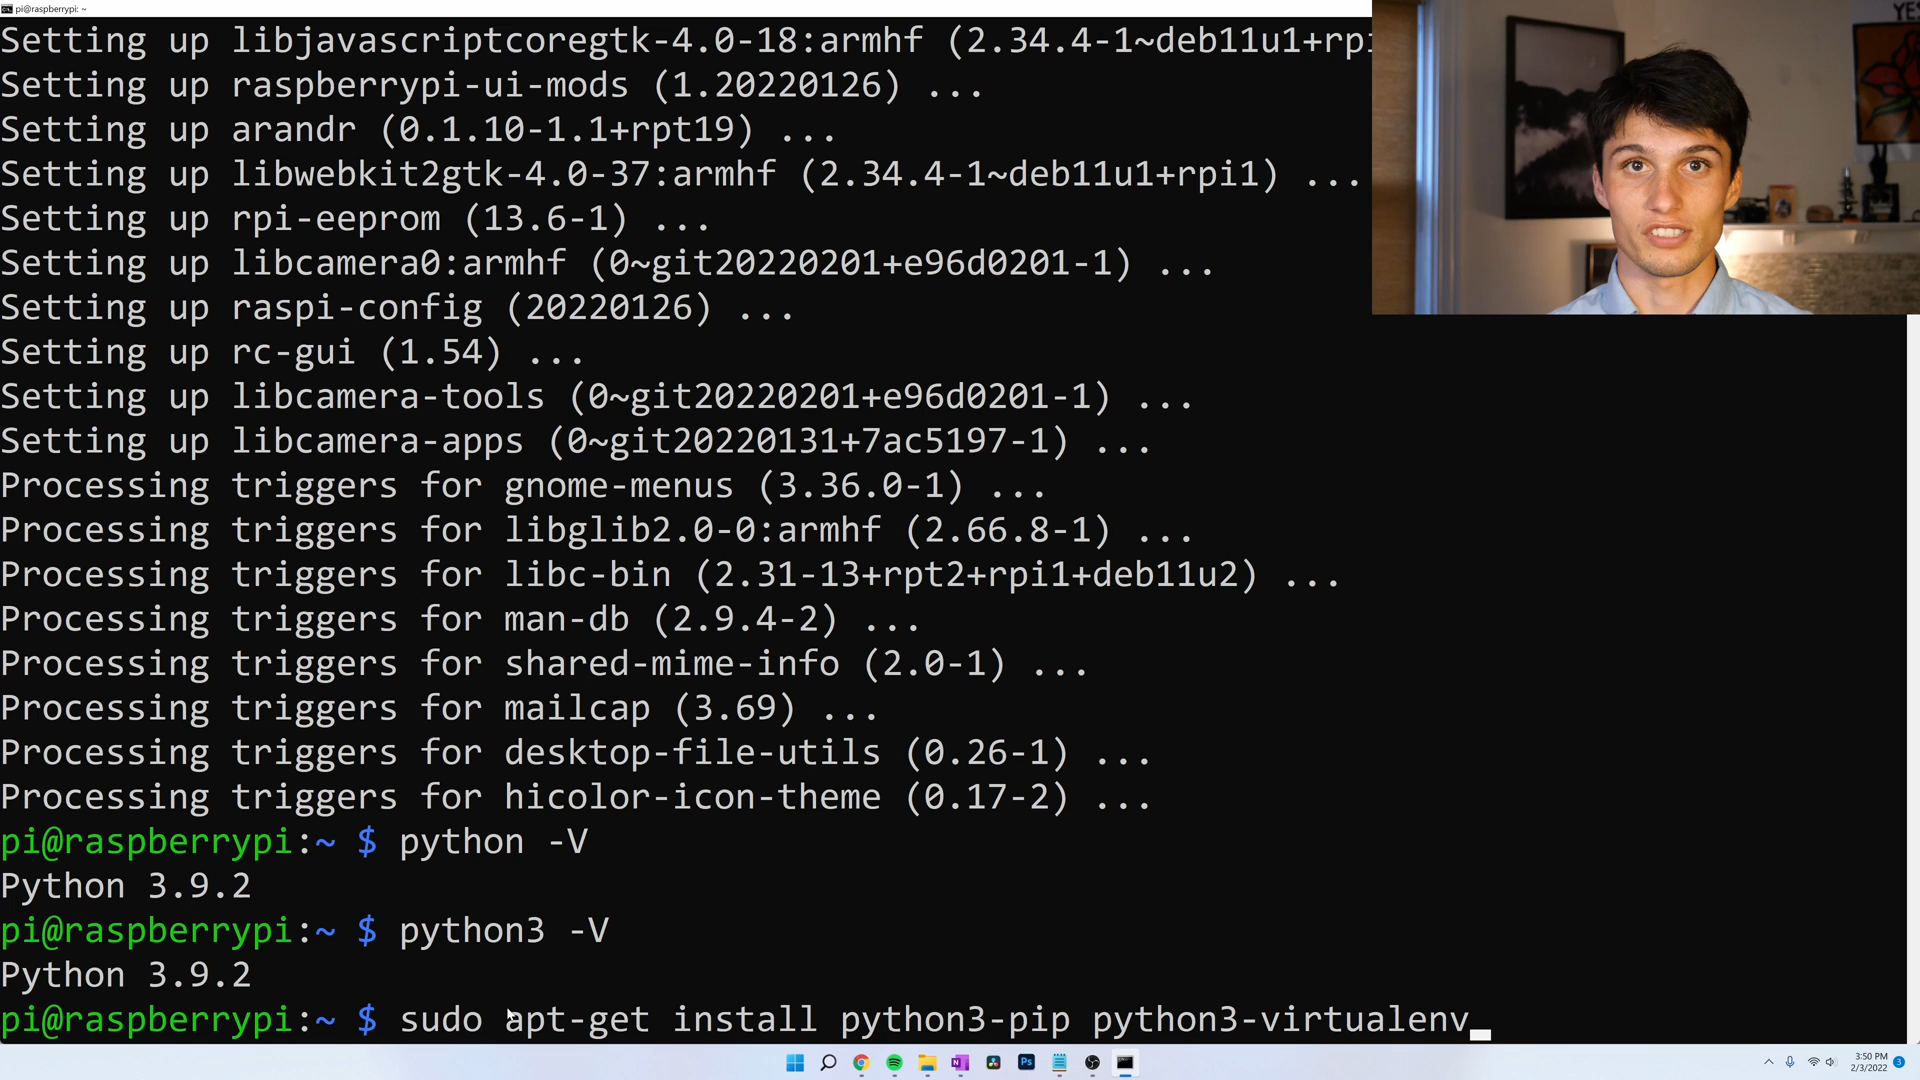 pi@raspberrypi: ~
Setting up libjavascriptcoregtk-4.0-18:armhf (2.34.4-1~deb11u1+rpi
Setting up raspberrypi-ui-mods (1.20220126) ...
Setting up arandr (0.1.10-1.1+rpt19) ...
Setting up libwebkit2gtk-4.0-37:armhf (2.34.4-1~deb11u1+rpi1) ...
Setting up rpi-eeprom (13.6-1) ...
Setting up libcamera0:armhf (0~git20220201+e96d0201-1) ...
Setting up raspi-config (20220126) ...
Setting up rc-gui (1.54) ...
Setting up libcamera-tools (0~git20220201+e96d0201-1) ...
Setting up libcamera-apps (0~git20220131+7ac5197-1) ...
Processing triggers for gnome-menus (3.36.0-1) ...
Processing triggers for libglib2.0-0:armhf (2.66.8-1) ...
Processing triggers for libc-bin (2.31-13+rpt2+rpi1+deb11u2) ...
Processing triggers for man-db (2.9.4-2) ...
Processing triggers for shared-mime-info (2.0-1) ...
Processing triggers for mailcap (3.69) ...
Processing triggers for desktop-file-utils (0.26-1) ...
Processing triggers for hicolor-icon-theme (0.17-2) ...
pi@raspberrypi:~ $ python -V
Python 3.9.2
pi@raspberrypi:~ $ python3 -V
Python 3.9.2
pi@raspberrypi:~ $ sudo apt-get install python3-pip python3-virtualenv
YES
Ps
3:50 PM
2/3/2022
3